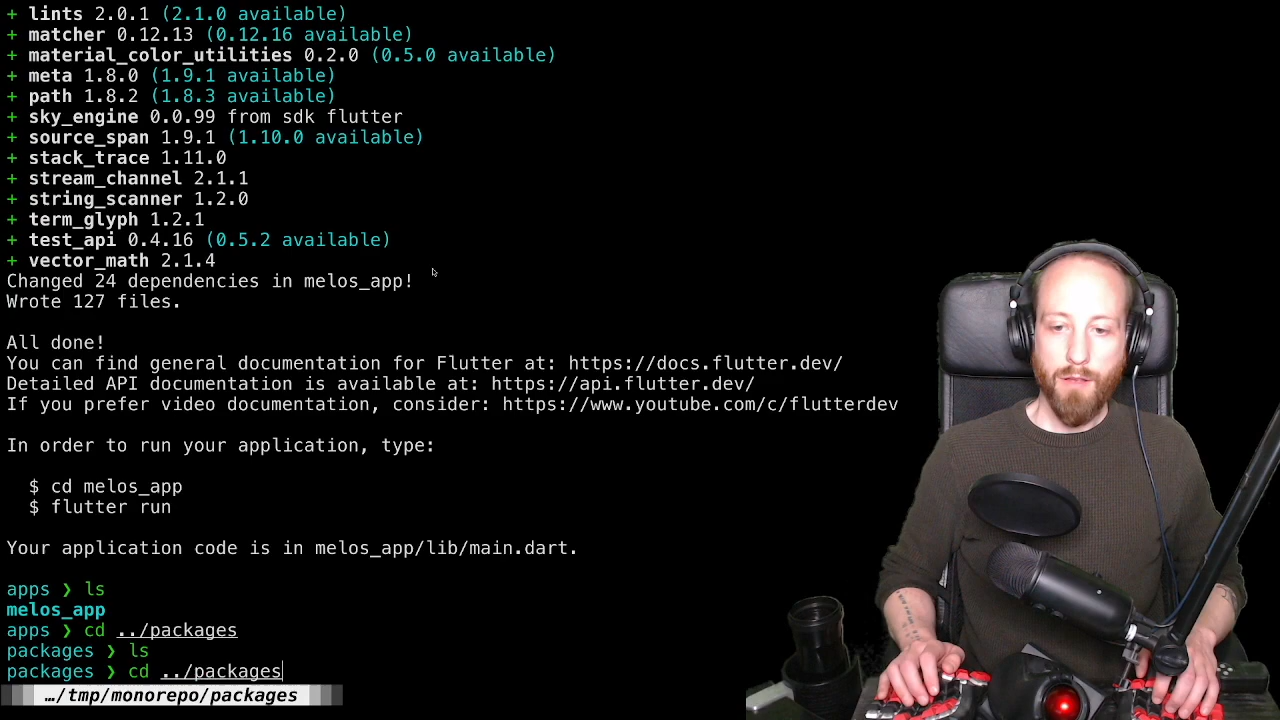 + lints 2.0.1 (2.1.0 available)
+ matcher 0.12.13 (0.12.16 available)
+ material_color_utilities 0.2.0 (0.5.0 available)
+ meta 1.8.0 (1.9.1 available)
+ path 1.8.2 (1.8.3 available)
+ sky_engine 0.0.99 from sdk flutter
+ source_span 1.9.1 (1.10.0 available)
+ stack_trace 1.11.0
+ stream_channel 2.1.1
+ string_scanner 1.2.0
+ term_glyph 1.2.1
+ test_api 0.4.16 (0.5.2 available)
+ vector_math 2.1.4
Changed 24 dependencies in melos_app!
Wrote 127 files.
All done!
You can find general documentation for Flutter at: https://docs.flutter.dev/
Detailed API documentation is available at: https://api.flutter.dev/
If you prefer video documentation, consider: https://www.youtube.com/c/flutterdev
In order to run your application, type:
$ cd melos_app
$ flutter run
Your application code is in melos_app/lib/main.dart.
apps ❯ ls
melos_app
apps ❯ cd ../packages
packages ❯ ls
packages ❯ cd ../packages
…/tmp/monorepo/packages